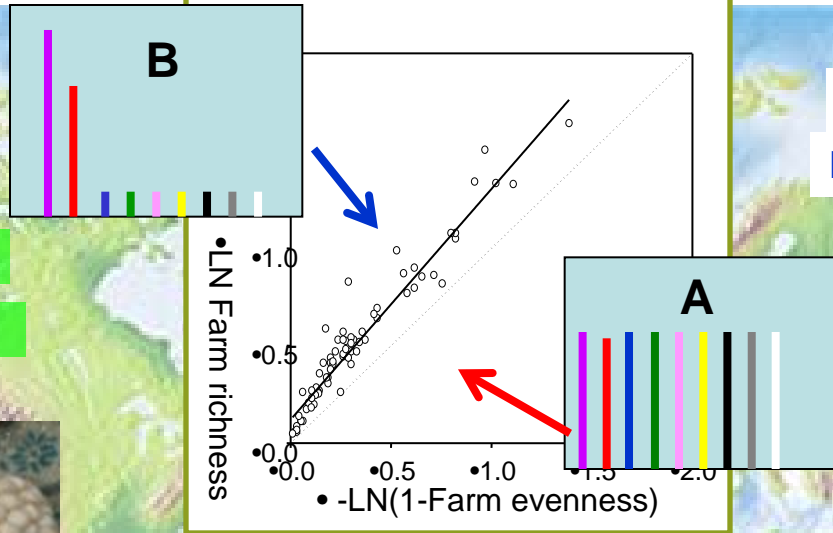 B
•LN Farm richness
•1.0
•0.5
•0.0
A
•0.0 •0.5 •1.0 •1.5 •2.0
• -LN(1-Farm evenness)